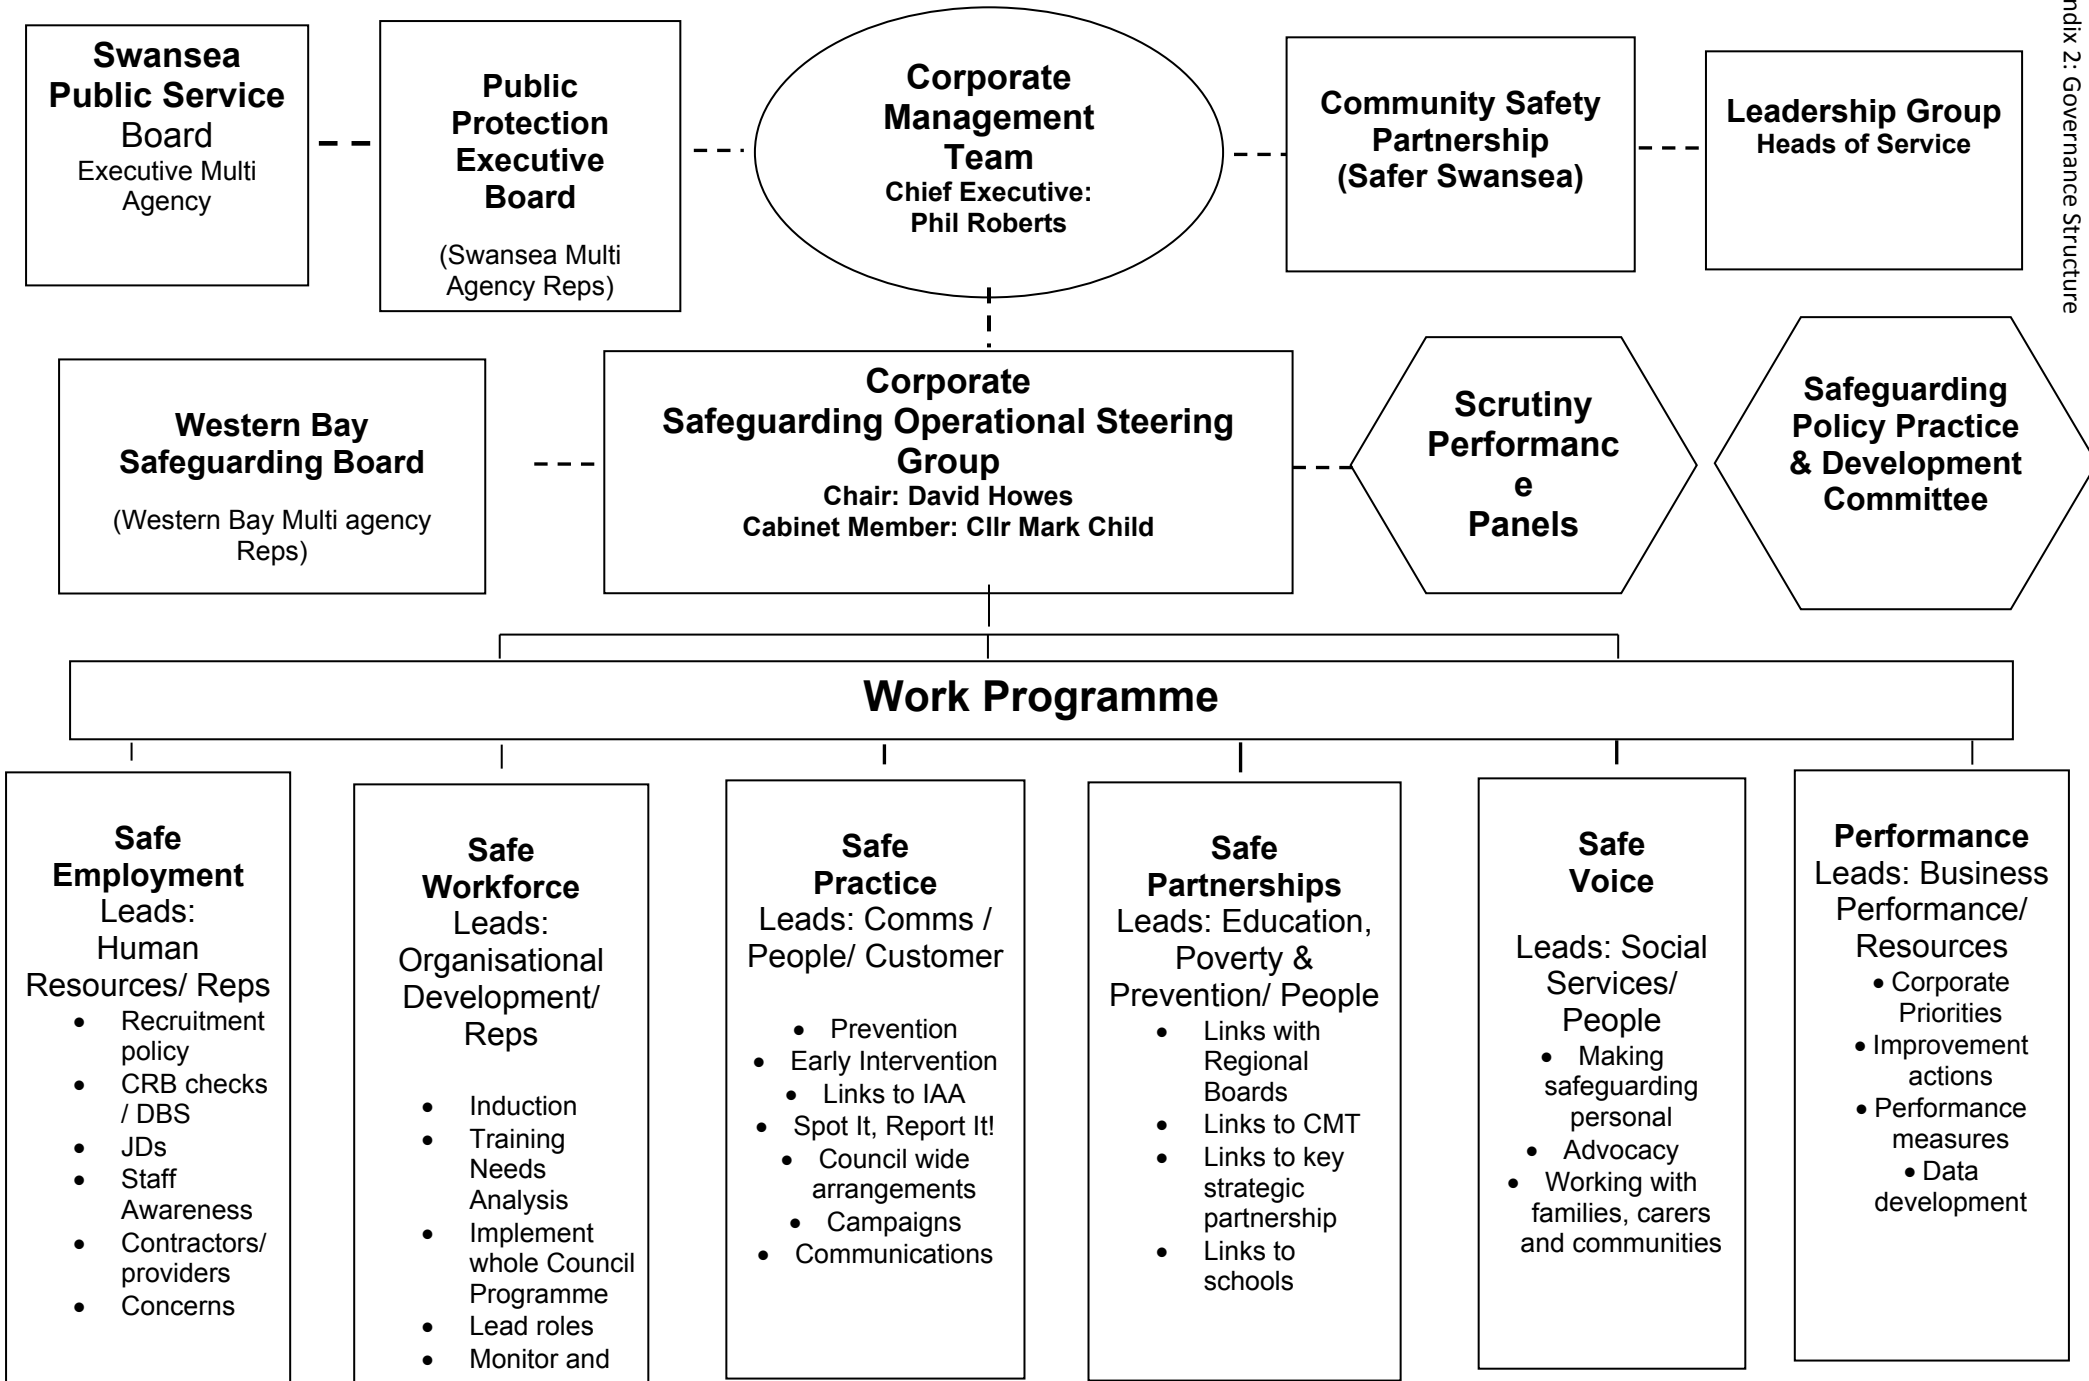 ndix 2: Governance Structure
Swansea
Public Service
Board
Executive Multi
Agency
Public
Protection
Executive
Board
(Swansea Multi
Agency Reps)
Corporate
Management
Team
Chief Executive:
Phil Roberts
Community Safety
Partnership
(Safer Swansea)
Leadership Group
Heads of Service
Western Bay
Safeguarding Board
(Western Bay Multi agency
Reps)
Corporate
Safeguarding Operational Steering
Group
Chair: David Howes
Cabinet Member: Cllr Mark Child
Scrutiny
Performanc
e
Panels
Safeguarding
Policy Practice
& Development
Committee
Work Programme
Safe
Employment
Leads:
Human
Resources/ Reps
• Recruitment
policy
• CRB checks
/ DBS
• JDs
• Staff
Awareness
• Contractors/
providers
• Concerns
Safe
Workforce
Leads:
Organisational
Development/
Reps
• Induction
• Training
Needs
Analysis
• Implement
whole Council
Programme
• Lead roles
• Monitor and
Safe
Practice
Leads: Comms /
People/ Customer
• Prevention
• Early Intervention
• Links to IAA
• Spot It, Report It!
• Council wide
arrangements
• Campaigns
• Communications
Safe
Partnerships
Leads: Education,
Poverty &
Prevention/ People
• Links with
Regional
Boards
• Links to CMT
• Links to key
strategic
partnership
• Links to
schools
Safe
Voice
Leads: Social
Services/
People
• Making
safeguarding
personal
• Advocacy
• Working with
families, carers
and communities
Performance
Leads: Business
Performance/
Resources
• Corporate
Priorities
• Improvement
actions
• Performance
measures
• Data
development